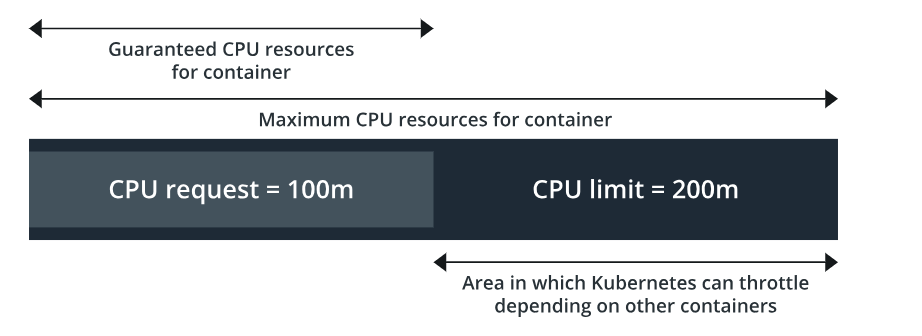 Guaranteed CPU resources
for container
Maximum CPU resources for container
CPU request = 100m
CPU limit = 200m
Area in which Kubernetes can throttle
depending on other containers